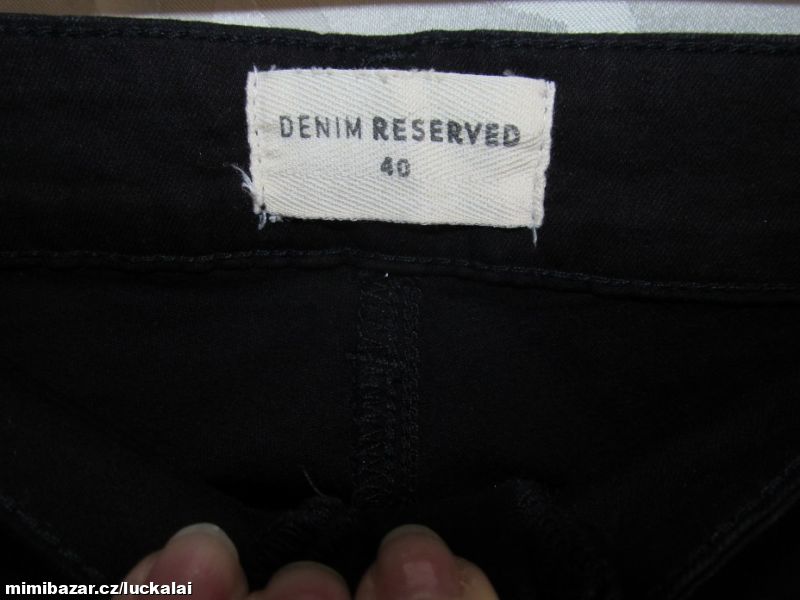 DENIM RESERVED
40
mimibazar.cz/luckalai